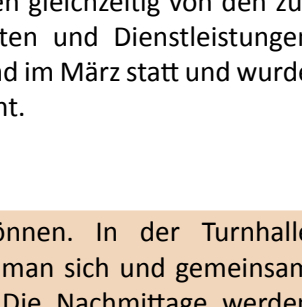 en gleichzeitig von den zu
ten und Dienstleistungen
nd im März statt und wurde
nt.
önnen. In der Turnhalle
man sich und gemeinsam
Die Nachmittage werden